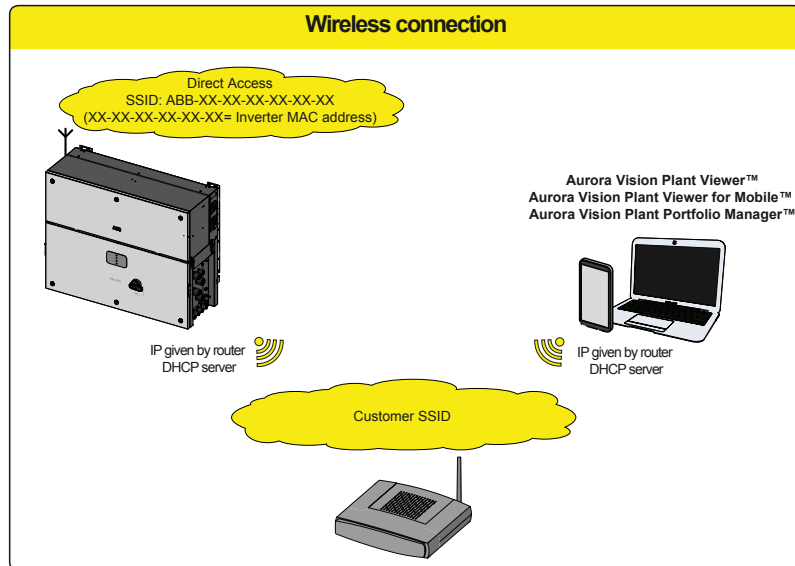 Wireless connection
Direct Access
SSID: ABB-XX-XX-XX-XX-XX-XX
(XX-XX-XX-XX-XX-XX= Inverter MAC address)
ABB
Aurora Vision Plant Viewer™
Aurora Vision Plant Viewer for Mobile™
Aurora Vision Plant Portfolio Manager™
IP given by router
DHCP server
IP given by router
DHCP server
Customer SSID